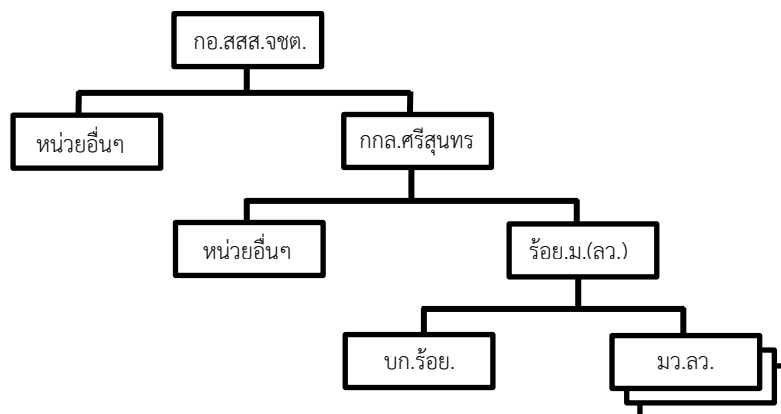 กอ.สสส.จชต.
หน่วยอื่นๆ
กกล.ศรีสุนทร
หน่วยอื่นๆ
ร้อย.ม.(ลว.)
บก.ร้อย.
มว.ลว.